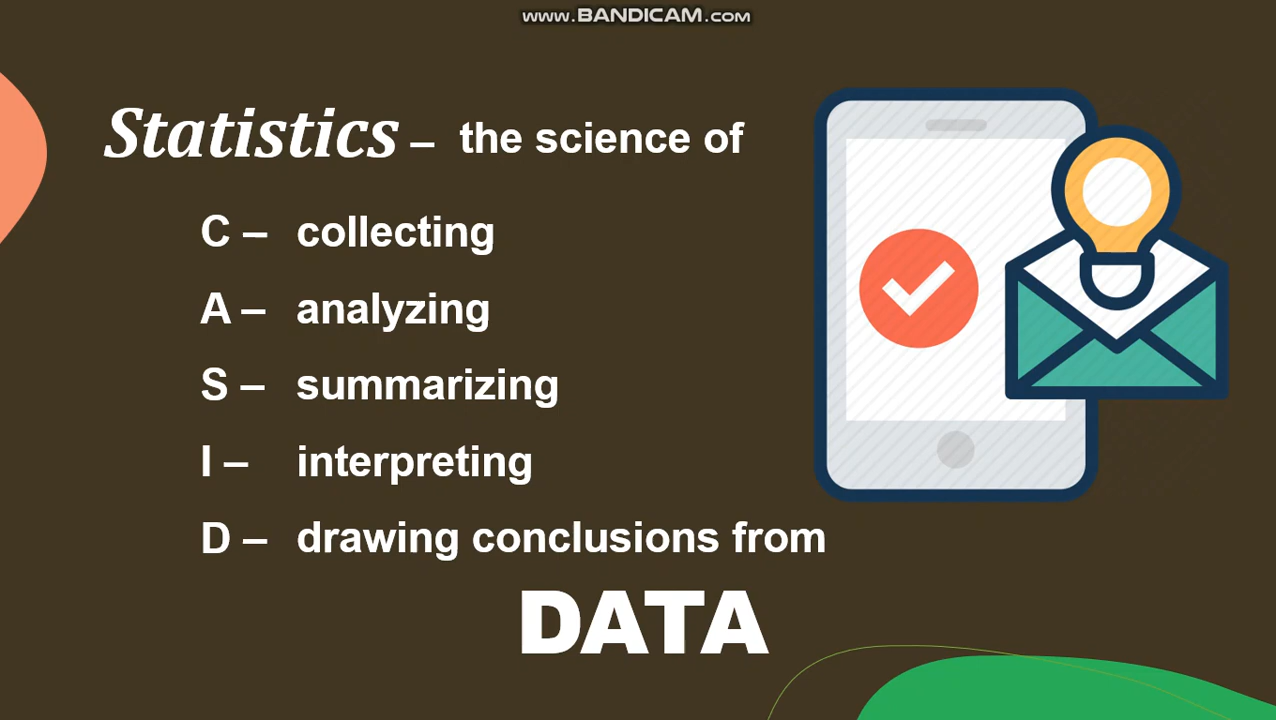 www.BANDICAM.com
Statistics – the science of
C – collecting
A – analyzing
S – summarizing
I – interpreting
D – drawing conclusions from
DATA